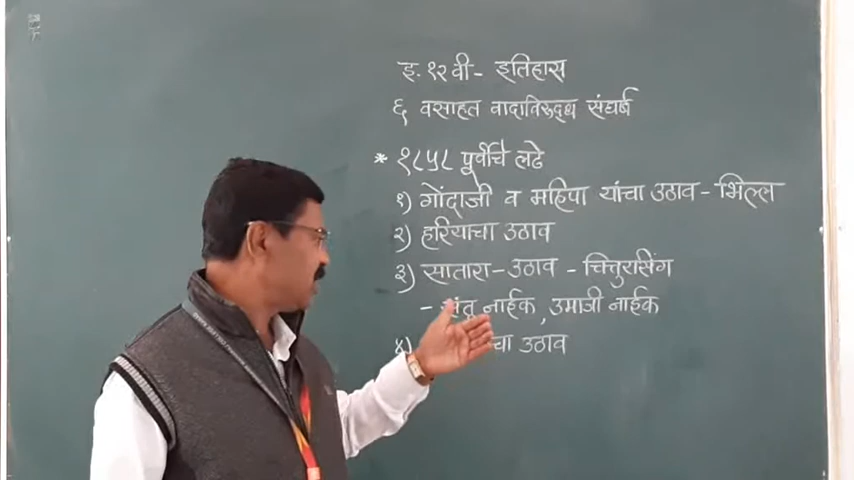 इ. १२ वी - इतिहास
६ वसाहत वादाविरुद्ध संघर्ष
* १८५८ पूर्वीचे लढे
१) गोंदाजी व महिपा यांचा उठाव - भिल्ल
२) हरियाचा उठाव
३) सातारा - उठाव - चित्तुरसिंग
- नाईक, उमाजी नाईक
४) चा उठाव